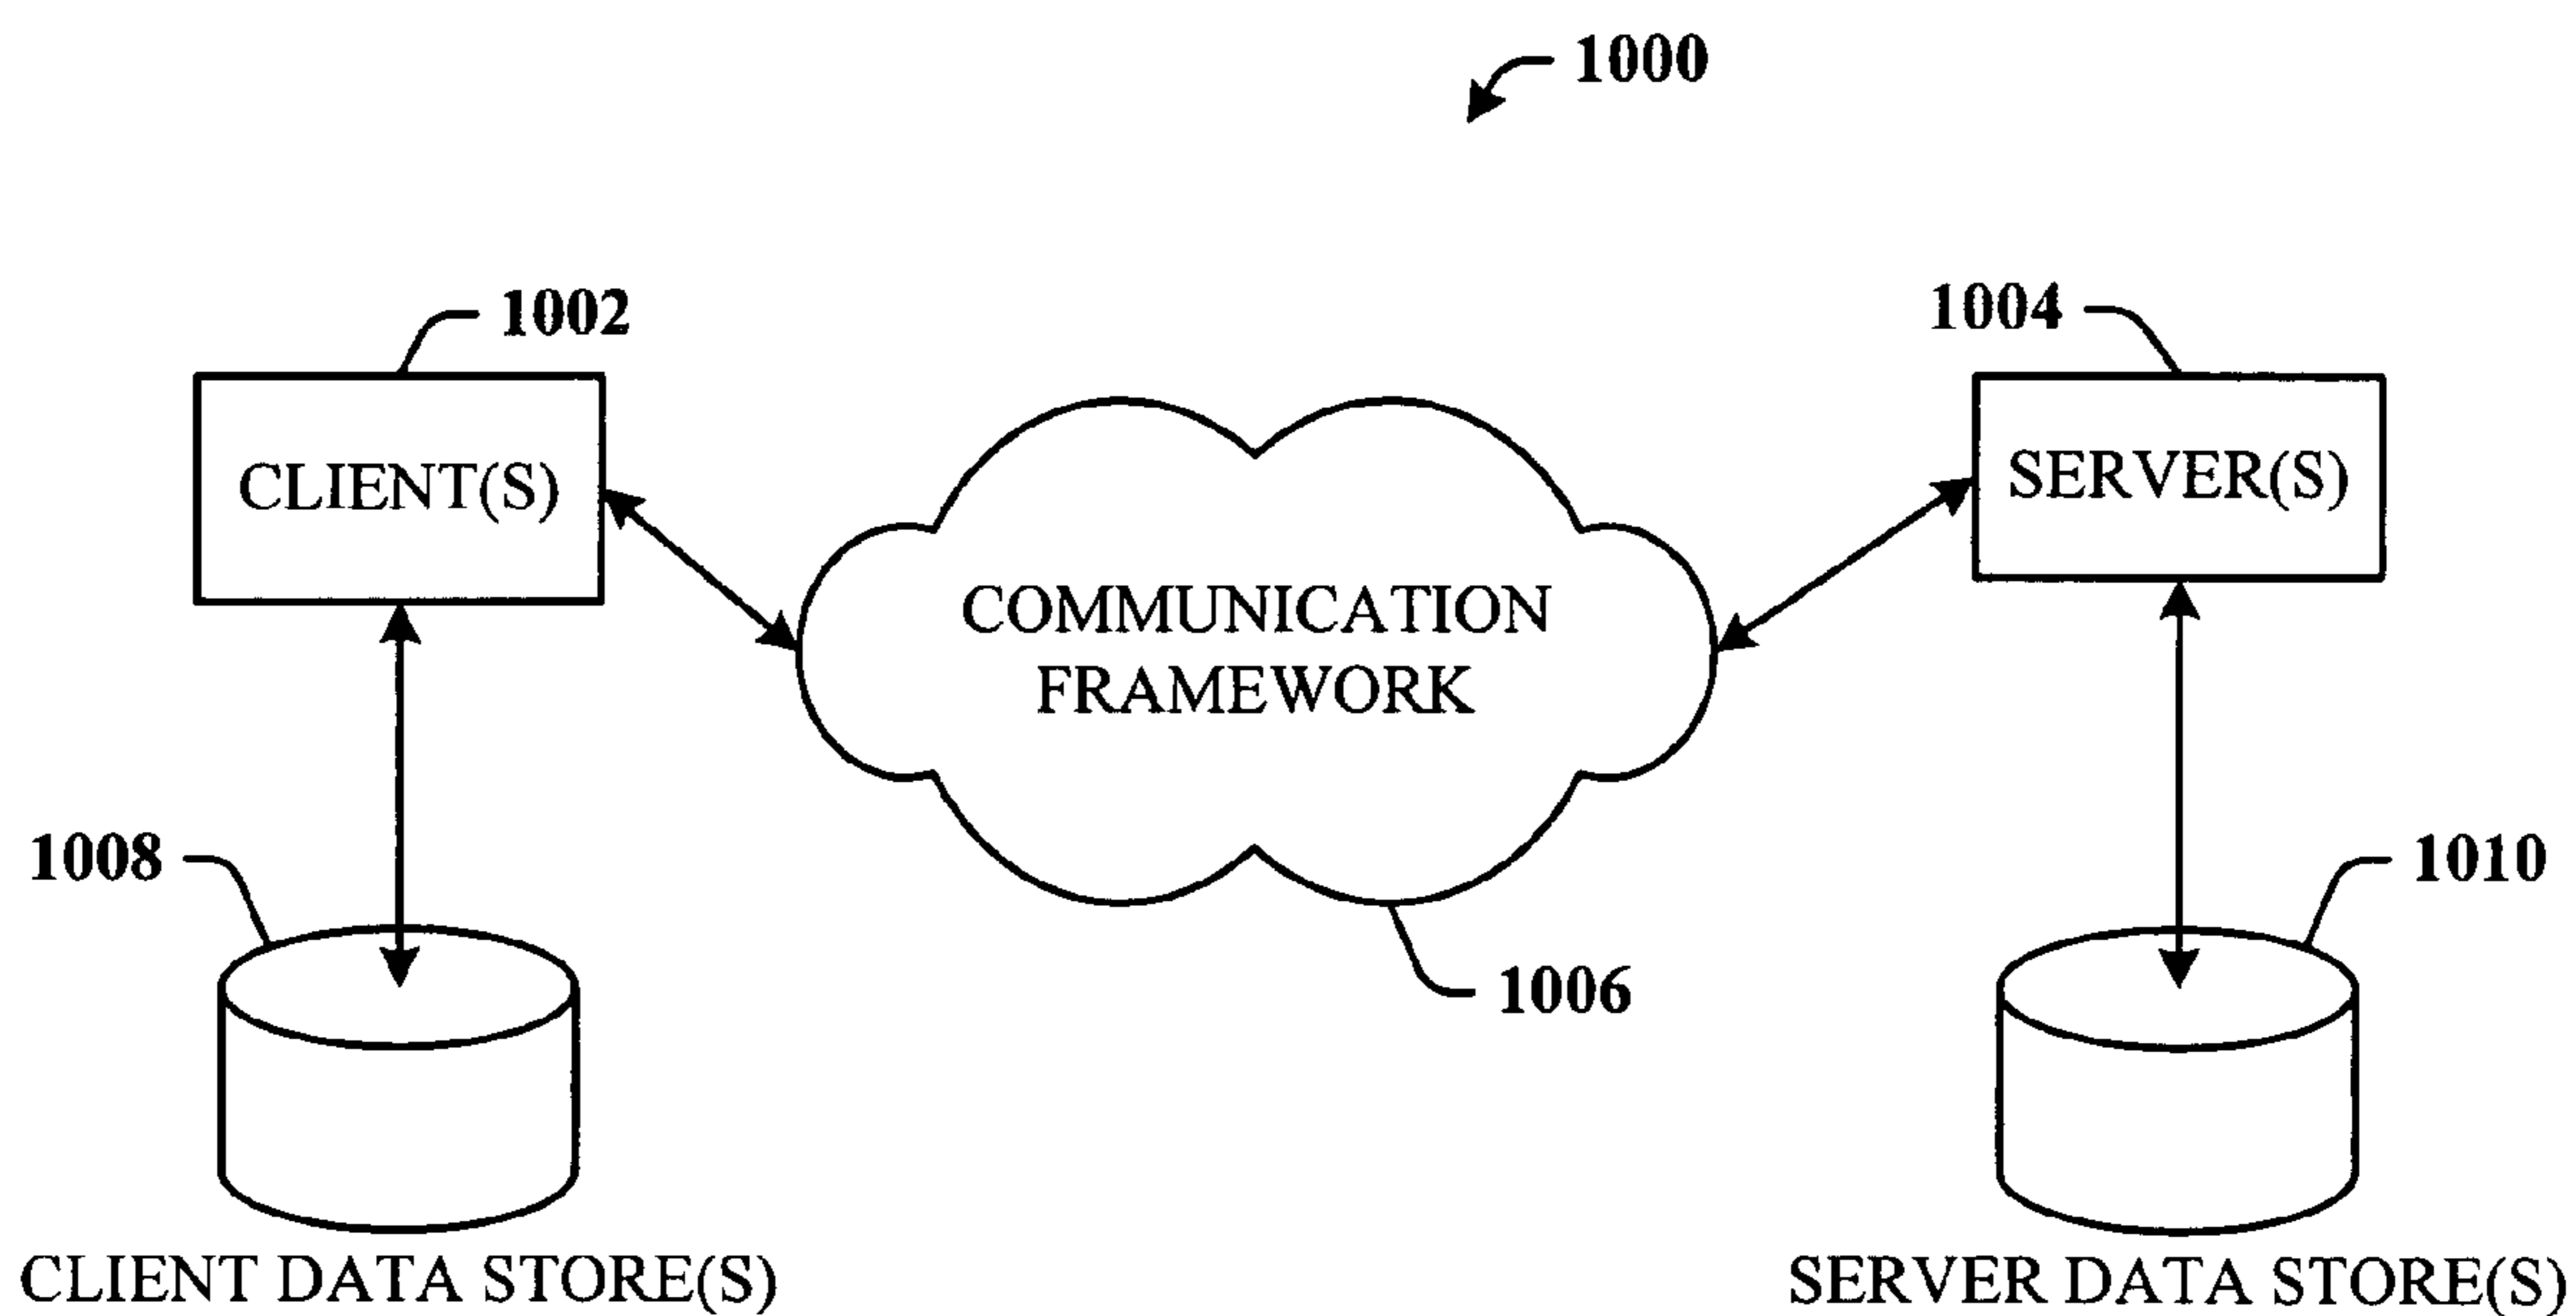 1000
1002
1004
CLIENT(S)
SERVER(S)
COMMUNICATION
FRAMEWORK
1008
1010
1006
CLIENT DATA STORE(S)
SERVER DATA STORE(S)